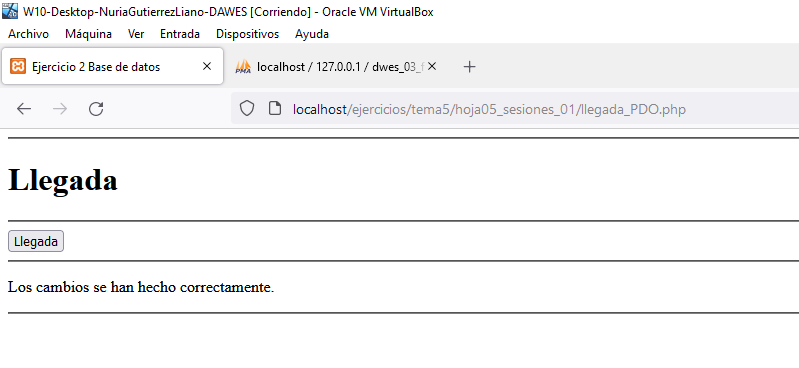 W10-Desktop-NuriaGutierrezLiano-DAWES [Corriendo] - Oracle VM VirtualBox
Archivo Máquina Ver Entrada Dispositivos Ayuda
Ejercicio 2 Base de datos
localhost / 127.0.0.1 / dwes_03_f
localhost/ejercicios/tema5/hoja05_sesiones_01/llegada_PDO.php
Llegada
Llegada
Los cambios se han hecho correctamente.